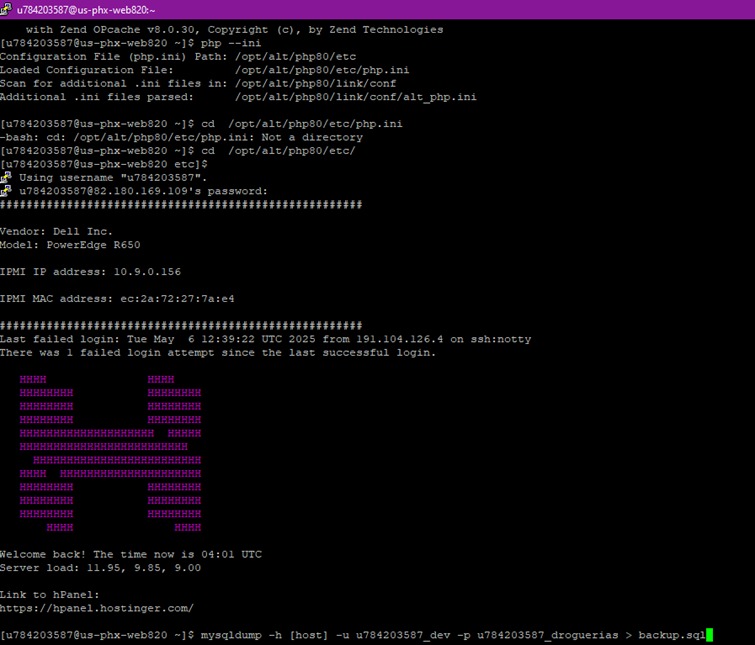 u784203587@us-phx-web820:~
with Zend OPcache v8.0.30, Copyright (c), by Zend Technologies
[u784203587@us-phx-web820 ~]$ php --ini
Configuration File (php.ini) Path: /opt/alt/php80/etc
Loaded Configuration File:         /opt/alt/php80/etc/php.ini
Scan for additional .ini files in: /opt/alt/php80/link/conf
Additional .ini files parsed:      /opt/alt/php80/link/conf/alt_php.ini
[u784203587@us-phx-web820 ~]$ cd  /opt/alt/php80/etc/php.ini
-bash: cd: /opt/alt/php80/etc/php.ini: Not a directory
[u784203587@us-phx-web820 ~]$ cd  /opt/alt/php80/etc/
[u784203587@us-phx-web820 etc]$
Using username "u784203587".
u784203587@82.180.169.109's password:
######################################################
Vendor: Dell Inc.
Model: PowerEdge R650
IPMI IP address: 10.9.0.156
IPMI MAC address: ec:2a:72:27:7a:e4
######################################################
Last failed login: Tue May  6 12:39:22 UTC 2025 from 191.104.126.4 on ssh:notty
There was 1 failed login attempt since the last successful login.
HHHH               HHHH
HHHHHHHH           HHHHHHHH
HHHHHHHH           HHHHHHHH
HHHHHHHH           HHHHHHHH
HHHHHHHHHHHHHHHHHHHH  HHHHH
HHHHHHHHHHHHHHHHHHHHHHHHH
HHHHHHHHHHHHHHHHHHHHHHHHH
HHHH  HHHHHHHHHHHHHHHHHHHHH
HHHHHHHH           HHHHHHHH
HHHHHHHH           HHHHHHHH
HHHHHHHH           HHHHHHHH
HHHH               HHHH
Welcome back! The time now is 04:01 UTC
Server load: 11.95, 9.85, 9.00
Link to hPanel:
https://hpanel.hostinger.com/
[u784203587@us-phx-web820 ~]$ mysqldump -h [host] -u u784203587_dev -p u784203587_droguerias > backup.sql